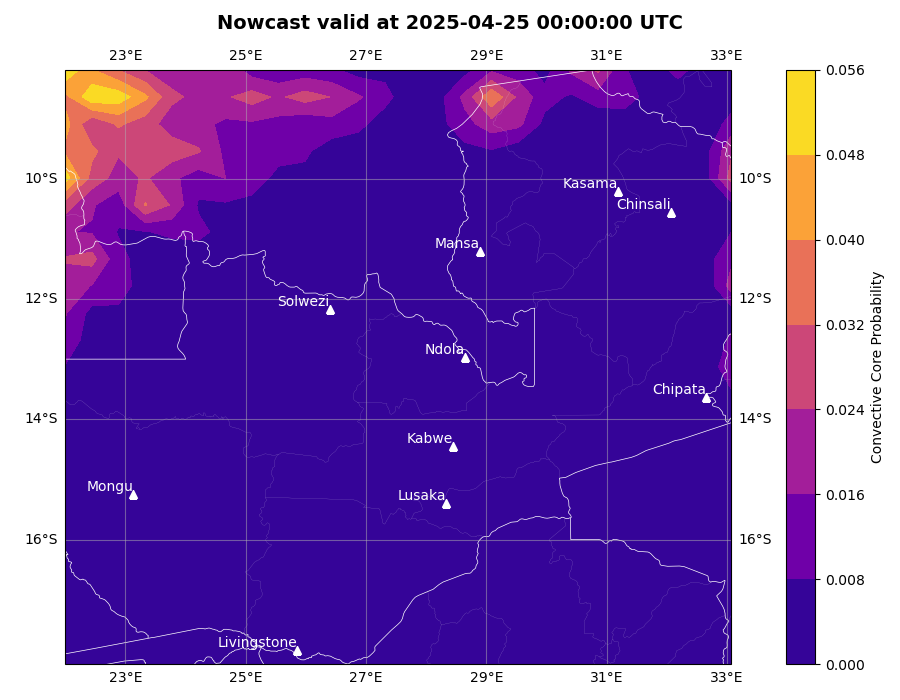 Nowcast valid at 2025-04-25 00:00:00 UTC
23°E 25°E 27°E 29°E 31°E 33°E
0.056
0.048
10°S Kasama 10°S
Chinsali
0.040
Mansa
12°S Solwezi 12°S
0.032
Ndola
Chipata
0.024
14°S 14°S
Kabwe
Mongu Lusaka
0.016
16°S 16°S
0.008
Livingstone
0.000
23°E 25°E 27°E 29°E 31°E 33°E
Convective Core Probability